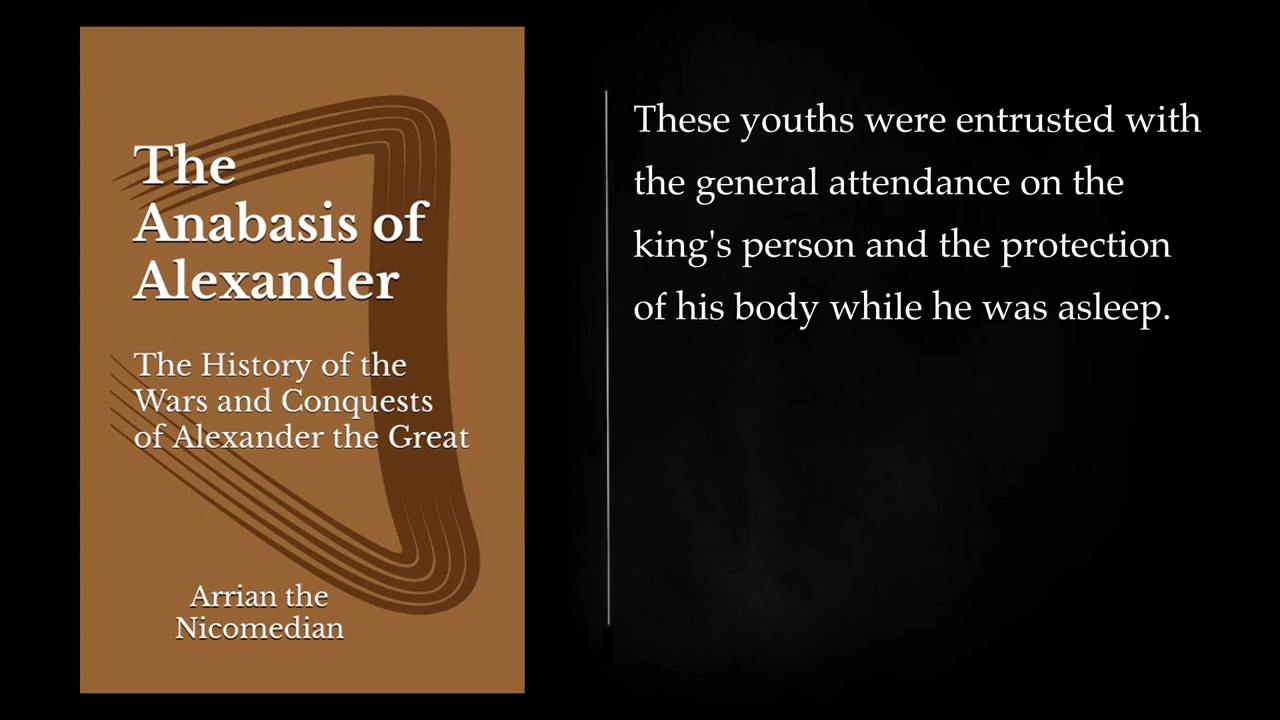 The
Anabasis of
Alexander
The History of the
Wars and Conquests
of Alexander the Great
Arrian the
Nicomedian
These youths were entrusted with
the general attendance on the
king's person and the protection
of his body while he was asleep.